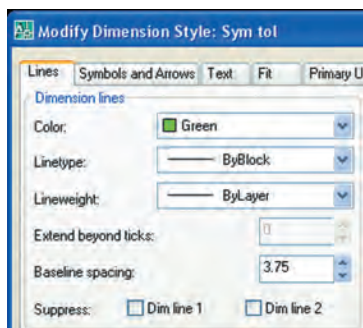 Modify Dimension Style: Sym tol
Lines Symbols and Arrows Text Fit Primary U
Dimension lines
Color: Green
Linetype: ByBlock
Lineweight: ByLayer
Extend beyond ticks: 0
Baseline spacing: 3.75
Suppress: Dim line 1 Dim line 2